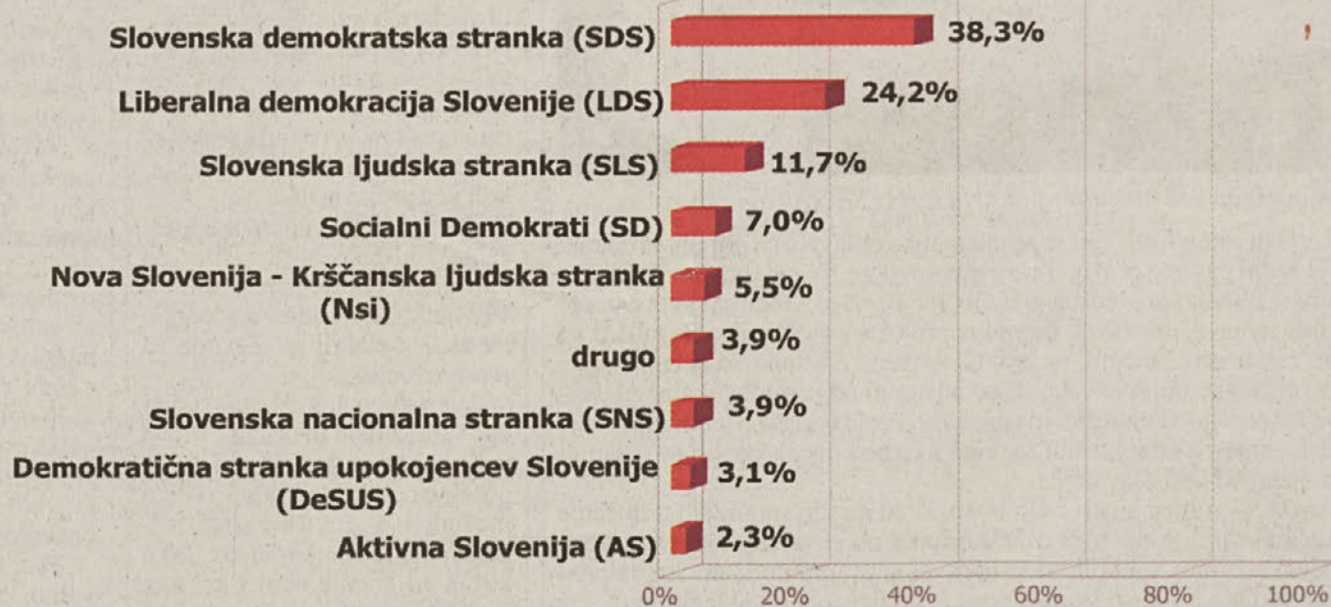 Slovenska demokratska stranka (SDS) 38,3%
Liberalna demokracija Slovenije (LDS) 24,2%
Slovenska ljudska stranka (SLS) 11,7%
Socialni Demokrati (SD) 7,0%
Nova Slovenija - Krščanska ljudska stranka
(Nsi) 5,5%
drugo 3,9%
Slovenska nacionalna stranka (SNS) 3,9%
Demokratična stranka upokojencev Slovenije
(DeSUS) 3,1%
Aktivna Slovenija (AS) 2,3%
0% 20% 40% 60% 80% 100%